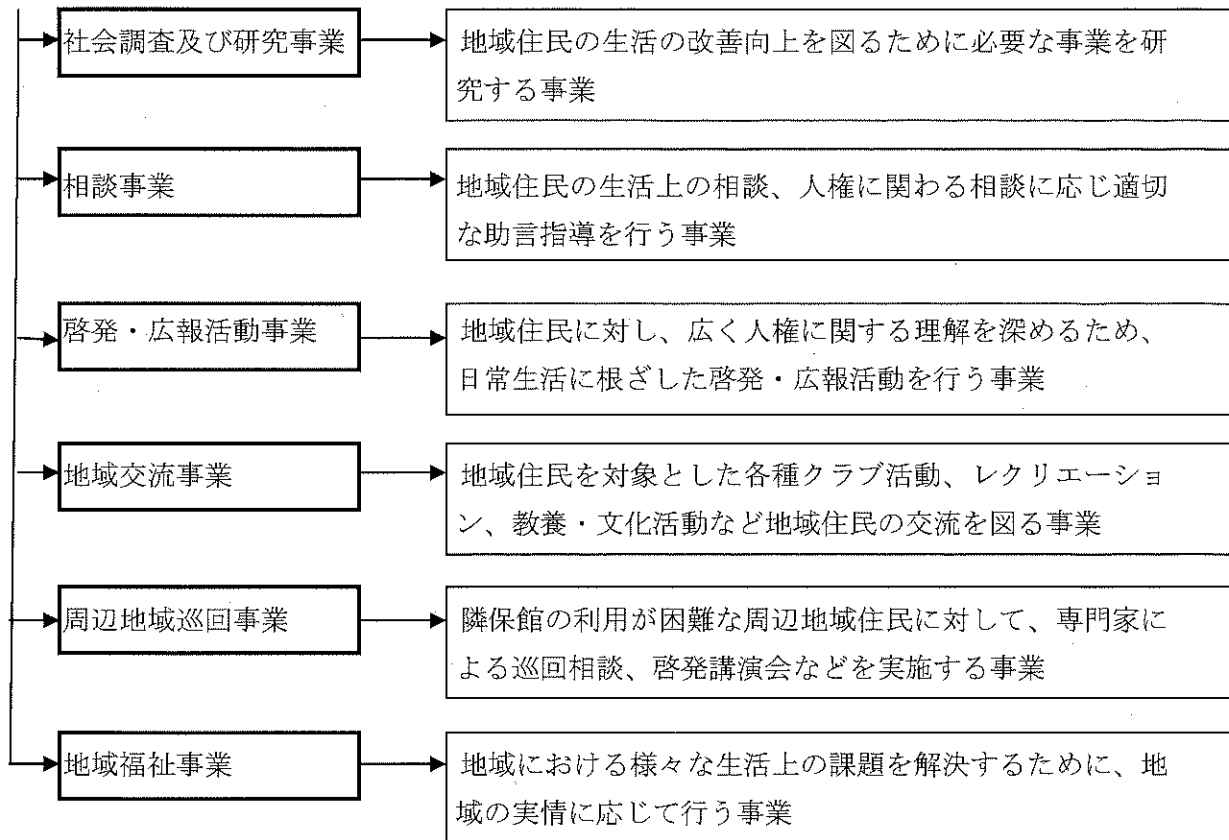 社会調査及び研究事業
地域住民の生活の改善向上を図るために必要な事業を研
究する事業
相談事業
地域住民の生活上の相談、人権に関わる相談に応じ適切
な助言指導を行う事業
啓発・広報活動事業
地域住民に対し、広く人権に関する理解を深めるため、
日常生活に根ざした啓発・広報活動を行う事業
地域交流事業
地域住民を対象とした各種クラブ活動、レクリエーショ
ン、教養・文化活動など地域住民の交流を図る事業
周辺地域巡回事業
隣保館の利用が困難な周辺地域住民に対して、専門家に
よる巡回相談、啓発講演会などを実施する事業
地域福祉事業
地域における様々な生活上の課題を解決するために、地
域の実情に応じて行う事業